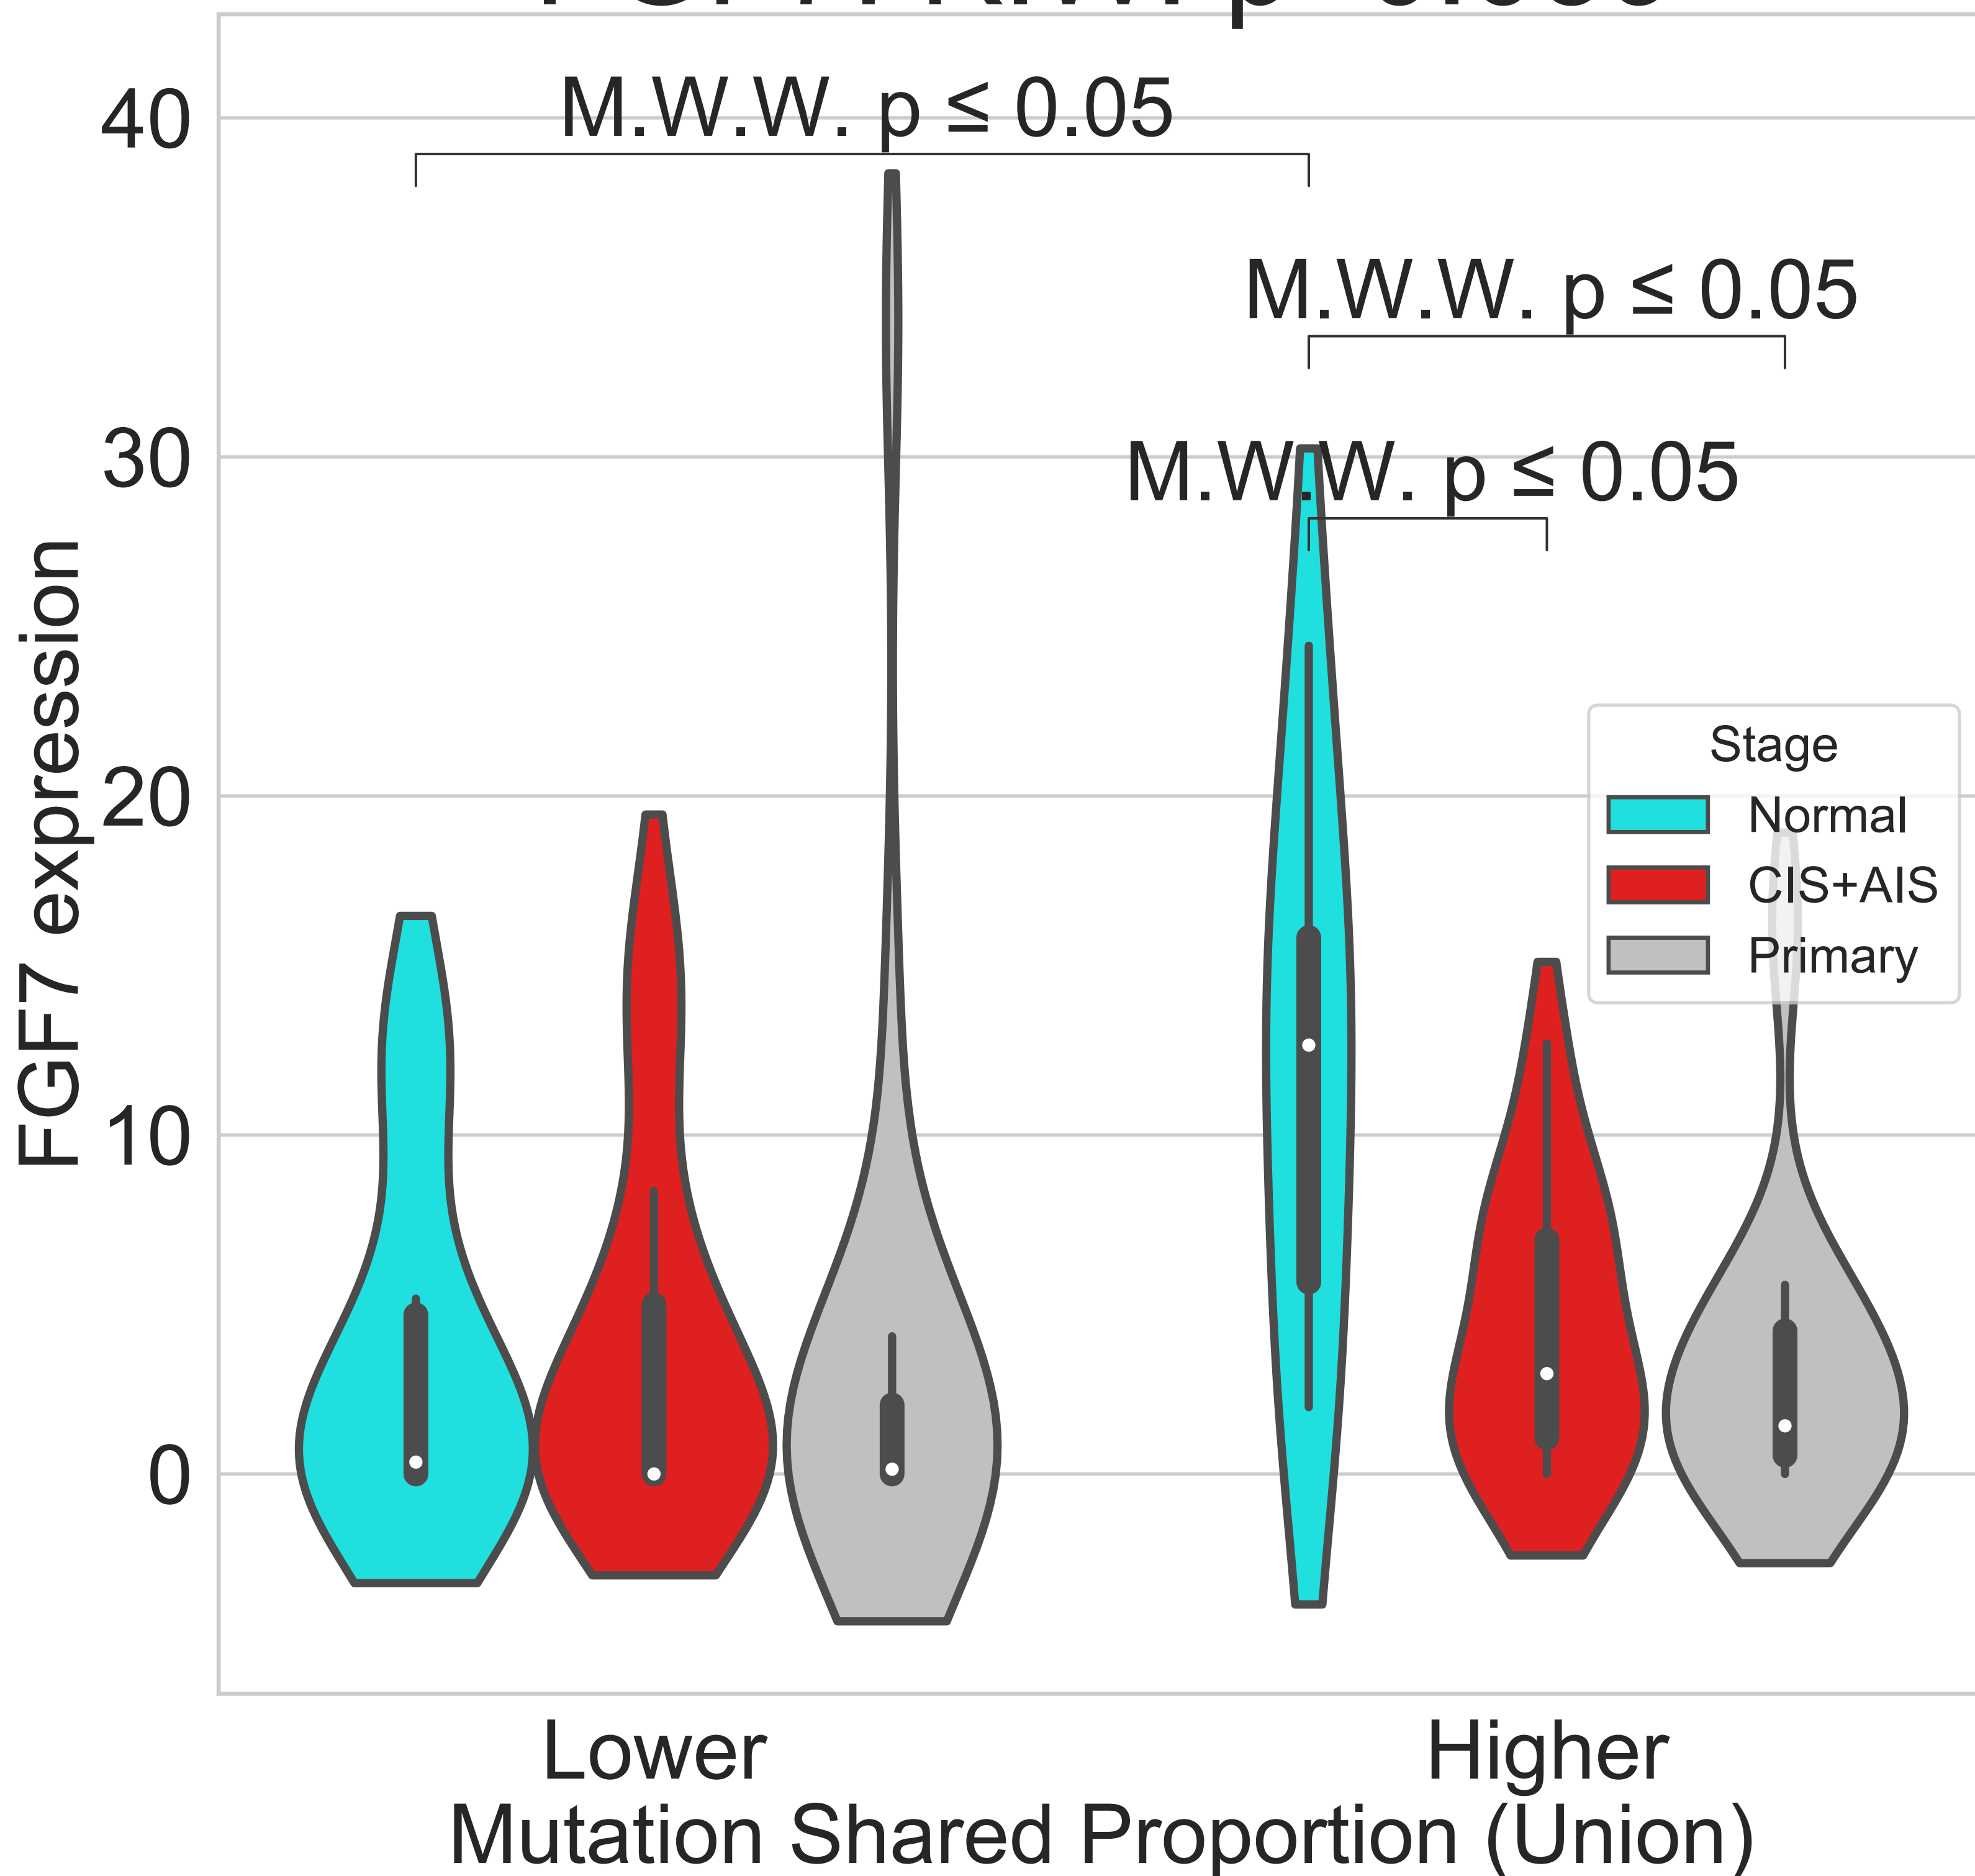 M.W.W. p ≤ 0.05
M.W.W. p ≤ 0.05
M.W.W. p ≤ 0.05
40
30
20
10
0
FGF7 expression
Stage
Normal
CIS+AIS
Primary
Lower
Higher
Mutation Shared Proportion (Union)